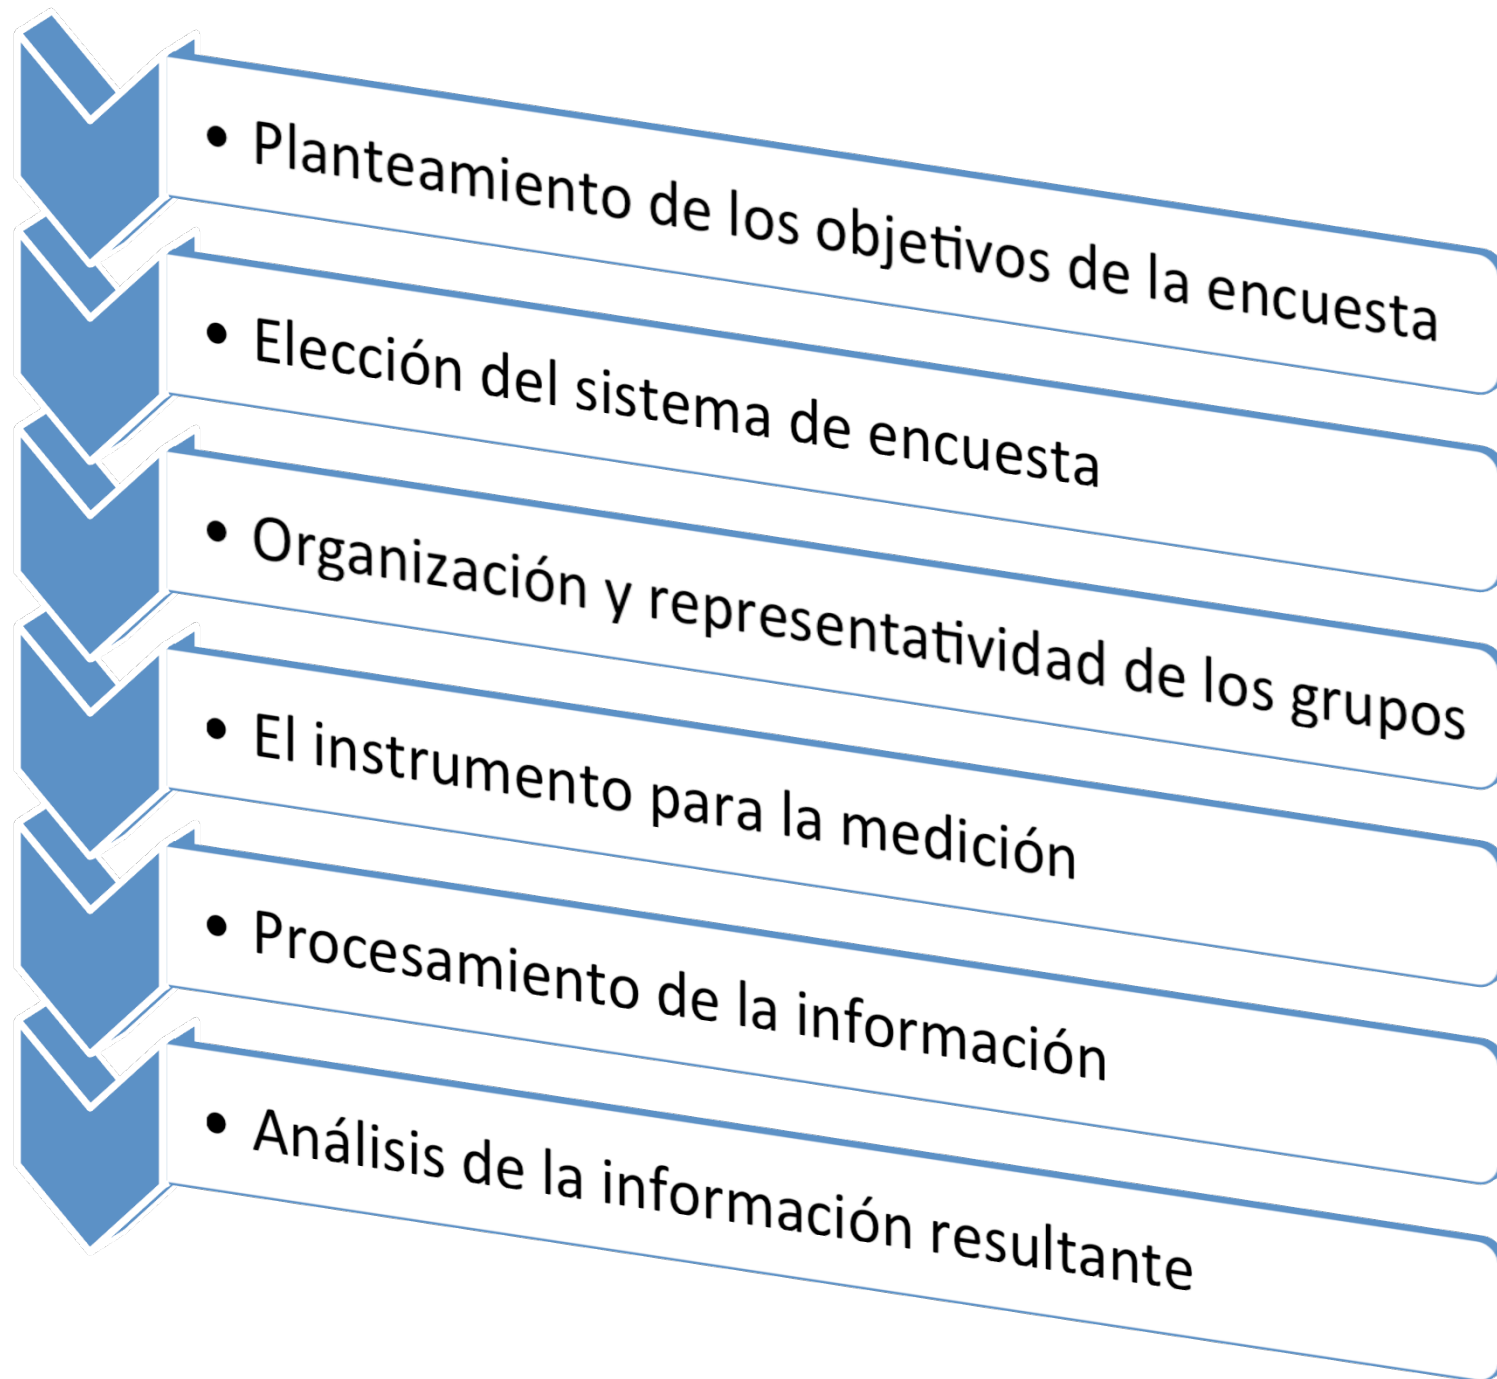 • Planteamiento de los objetivos de la encuesta
• Elección del sistema de encuesta
• Organización y representatividad de los grupos
• El instrumento para la medición
• Procesamiento de la información
• Análisis de la información resultante